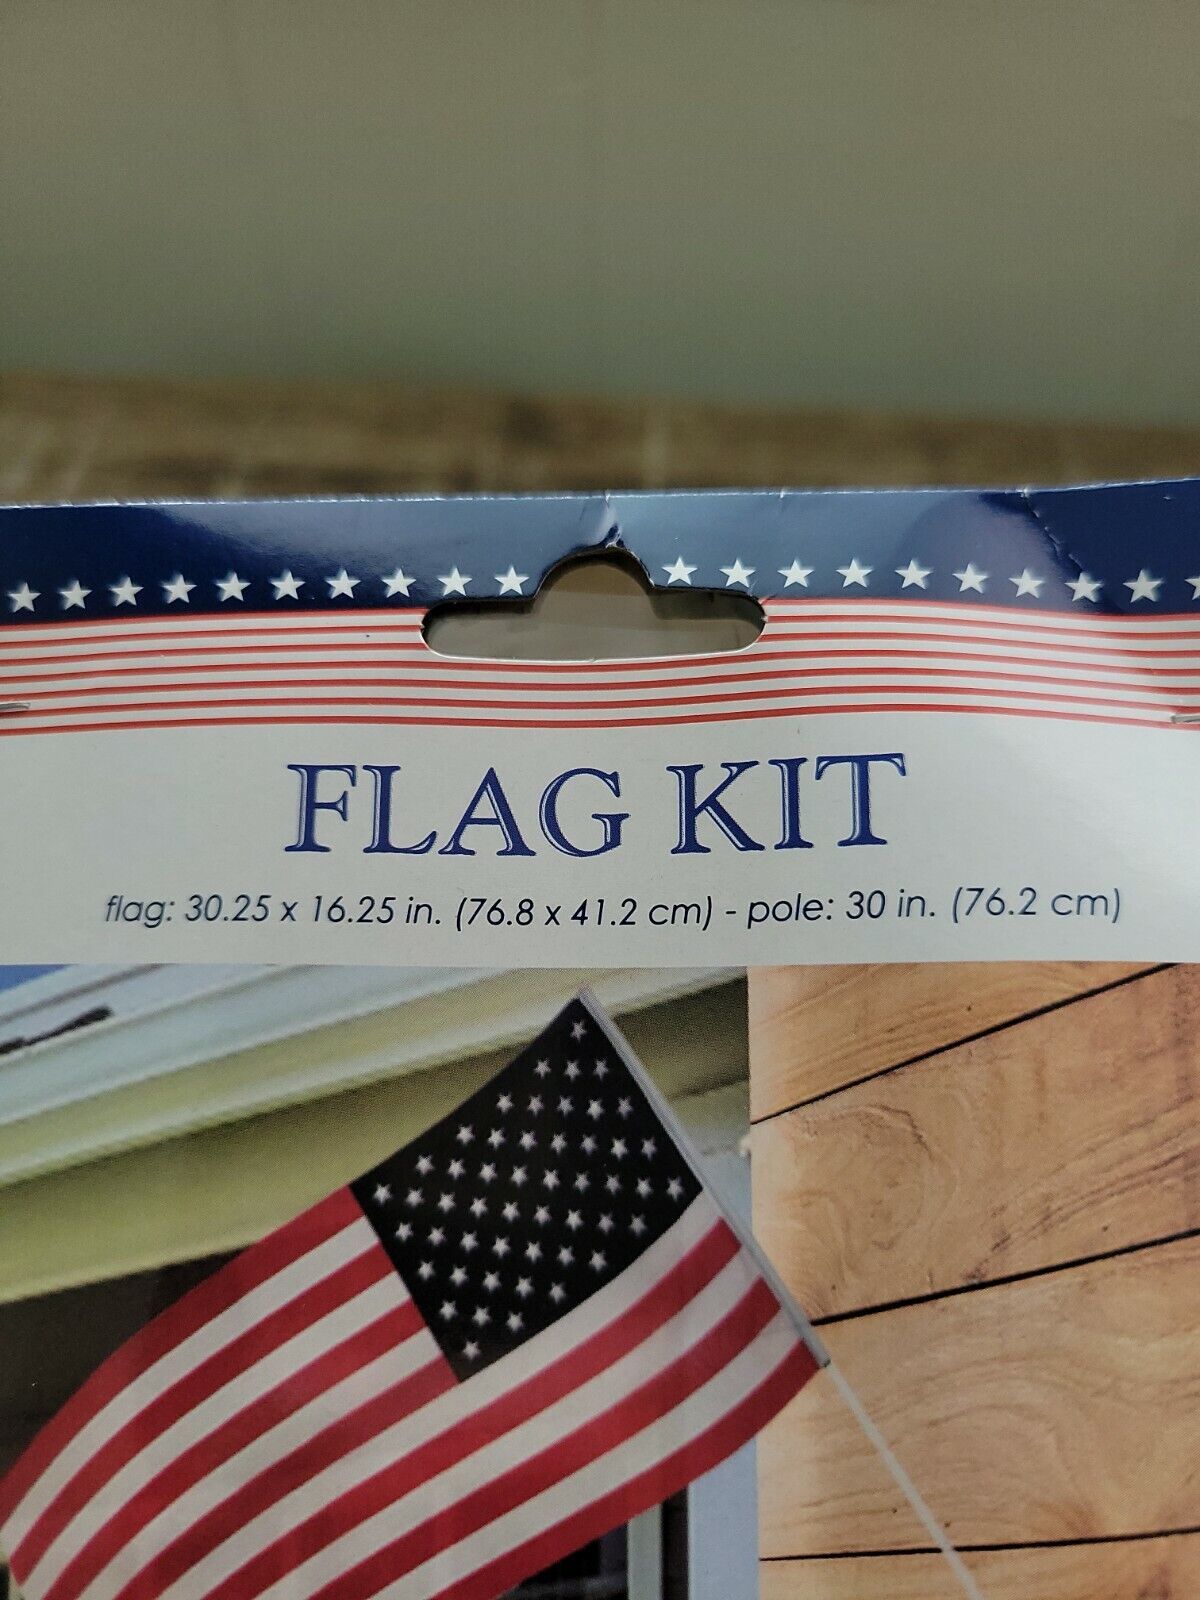 FLAG KIT
flag: 30.25 x 16.25 in. (76.8 x 41.2 cm) - pole: 30 in. (76.2 cm)